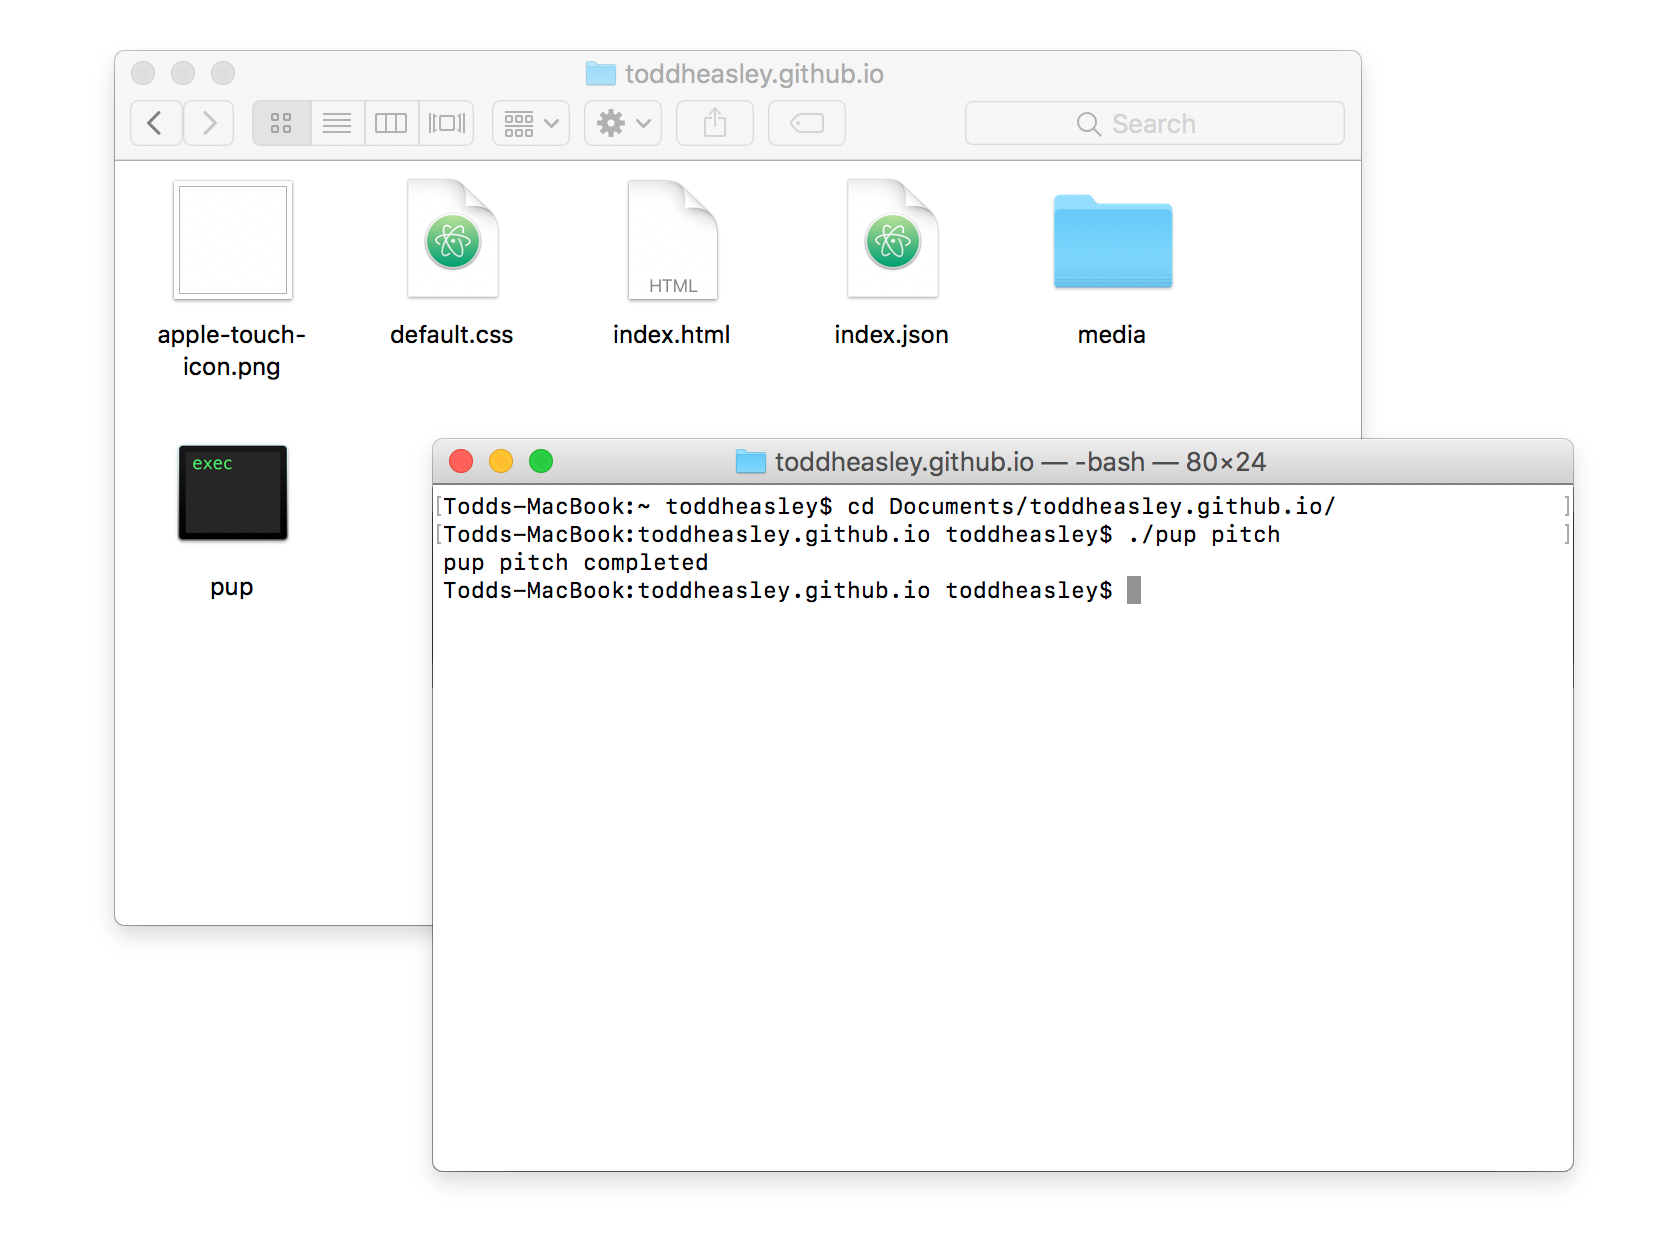 toddheasley.github.io
Search
HTML
apple-touch-
icon.png
default.css
index.html
index.json
media
exec
pup
toddheasley.github.io — -bash — 80×24
[Todds-MacBook:~ toddheasley$ cd Documents/toddheasley.github.io/ ]
[Todds-MacBook:toddheasley.github.io toddheasley$ ./pup pitch ]
pup pitch completed
Todds-MacBook:toddheasley.github.io toddheasley$